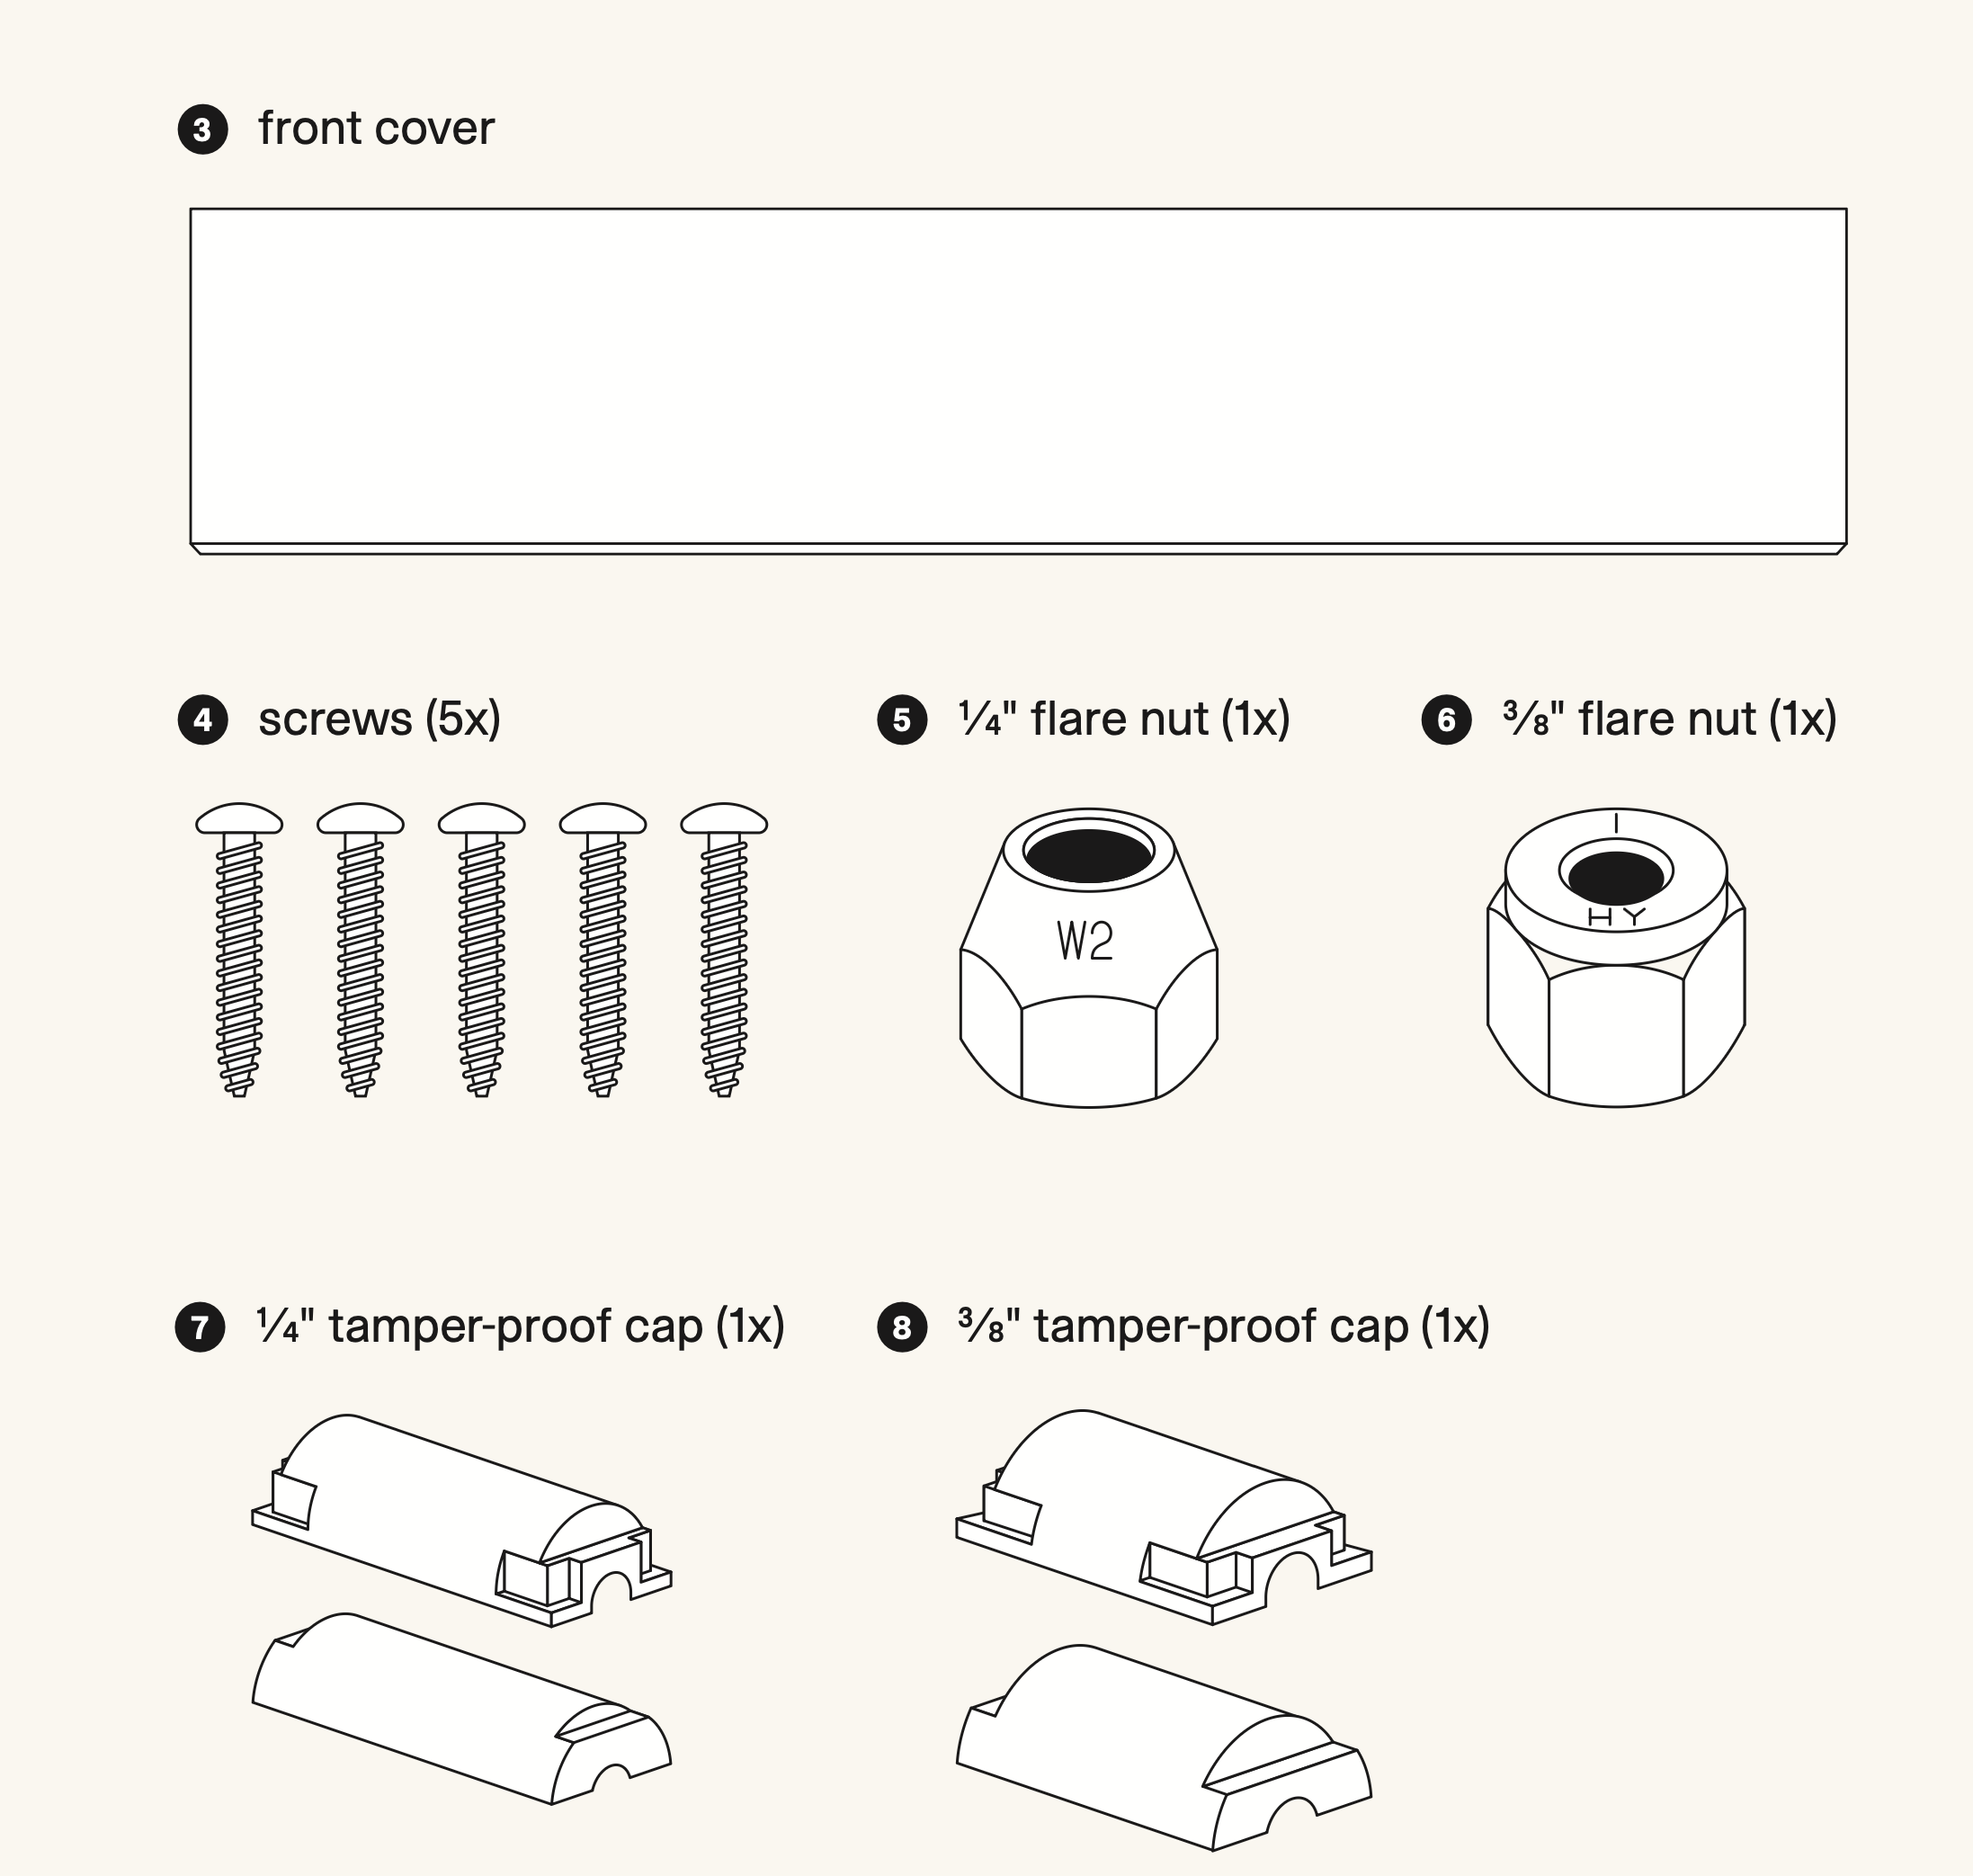 3 front cover
4 screws (5x)
5 ¼" flare nut (1x)
6 ⅜" flare nut (1x)
W2
HY
7 ¼" tamper-proof cap (1x)
8 ⅜" tamper-proof cap (1x)